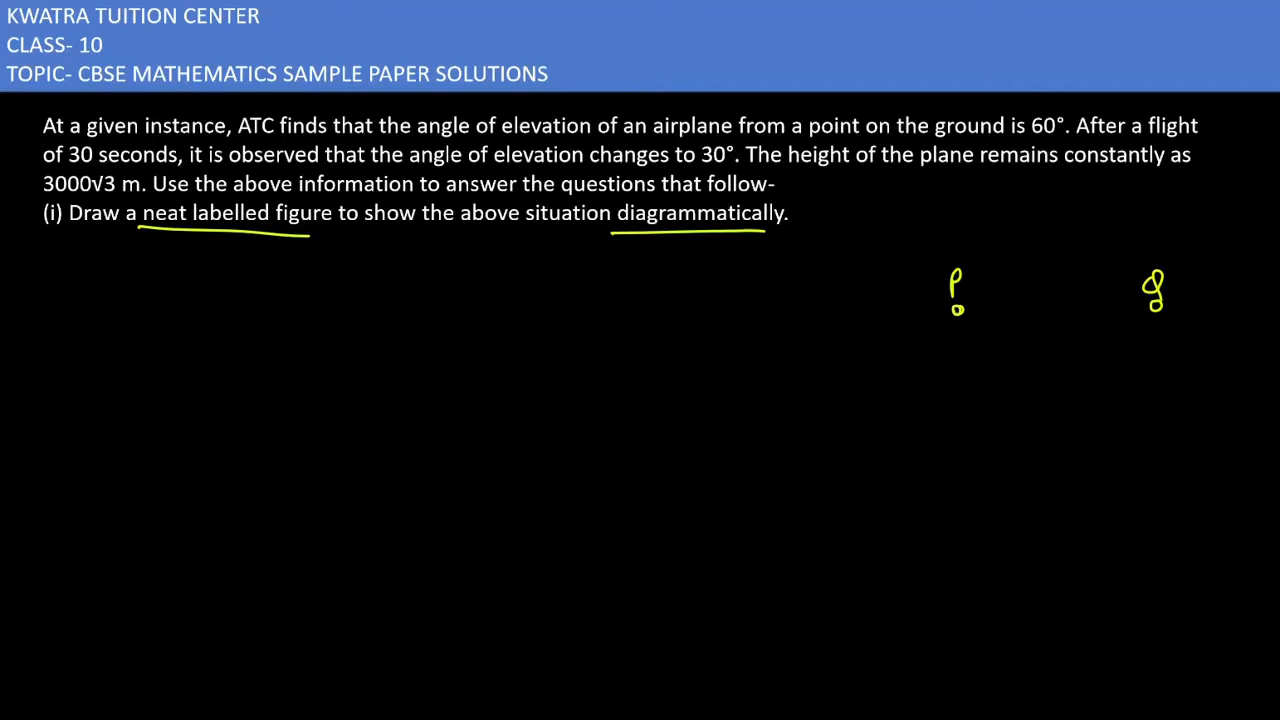 KWATRA TUITION CENTER
CLASS- 10
TOPIC- CBSE MATHEMATICS SAMPLE PAPER SOLUTIONS
At a given instance, ATC finds that the angle of elevation of an airplane from a point on the ground is 60°. After a flight
of 30 seconds, it is observed that the angle of elevation changes to 30°. The height of the plane remains constantly as
3000√3 m. Use the above information to answer the questions that follow-
(i) Draw a neat labelled figure to show the above situation diagrammatically.
P Q